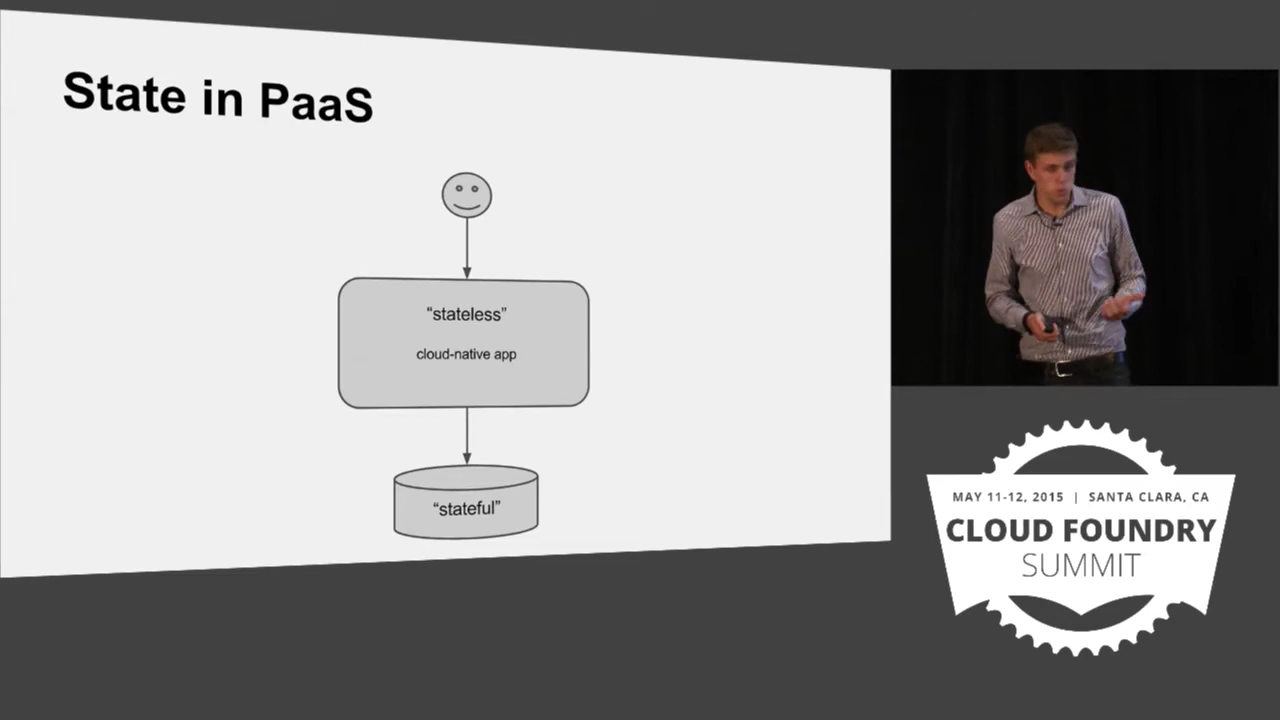 State in PaaS
“stateless”
cloud-native app
“stateful”
MAY 11-12, 2015 | SANTA CLARA, CA
CLOUD FOUNDRY
SUMMIT